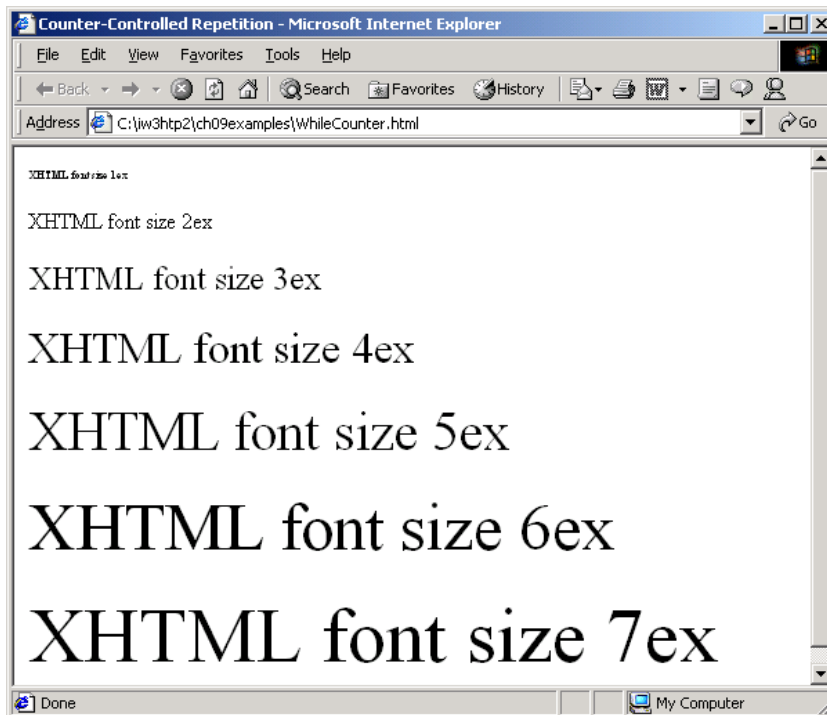 Counter-Controlled Repetition - Microsoft Internet Explorer
File Edit View Favorites Tools Help
Back Search Favorites History
Address C:\iw3htp2\ch09examples\WhileCounter.html Go
XHTML font size 1ex
XHTML font size 2ex
XHTML font size 3ex
XHTML font size 4ex
XHTML font size 5ex
XHTML font size 6ex
XHTML font size 7ex
Done My Computer